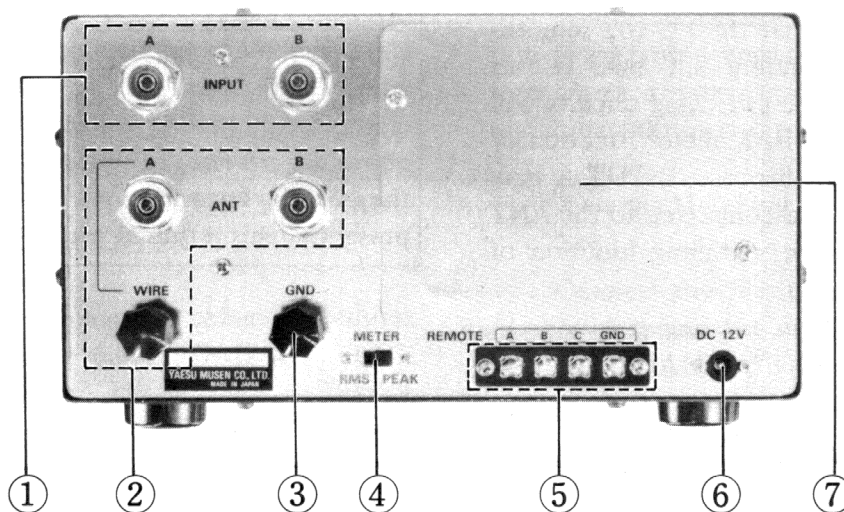 A B
INPUT
A B
ANT
WIRE GND
METER REMOTE A B C GND DC 12V
RMS PEAK
YAESU MUSEN CO., LTD.
MADE IN JAPAN
① ② ③ ④ ⑤ ⑥ ⑦